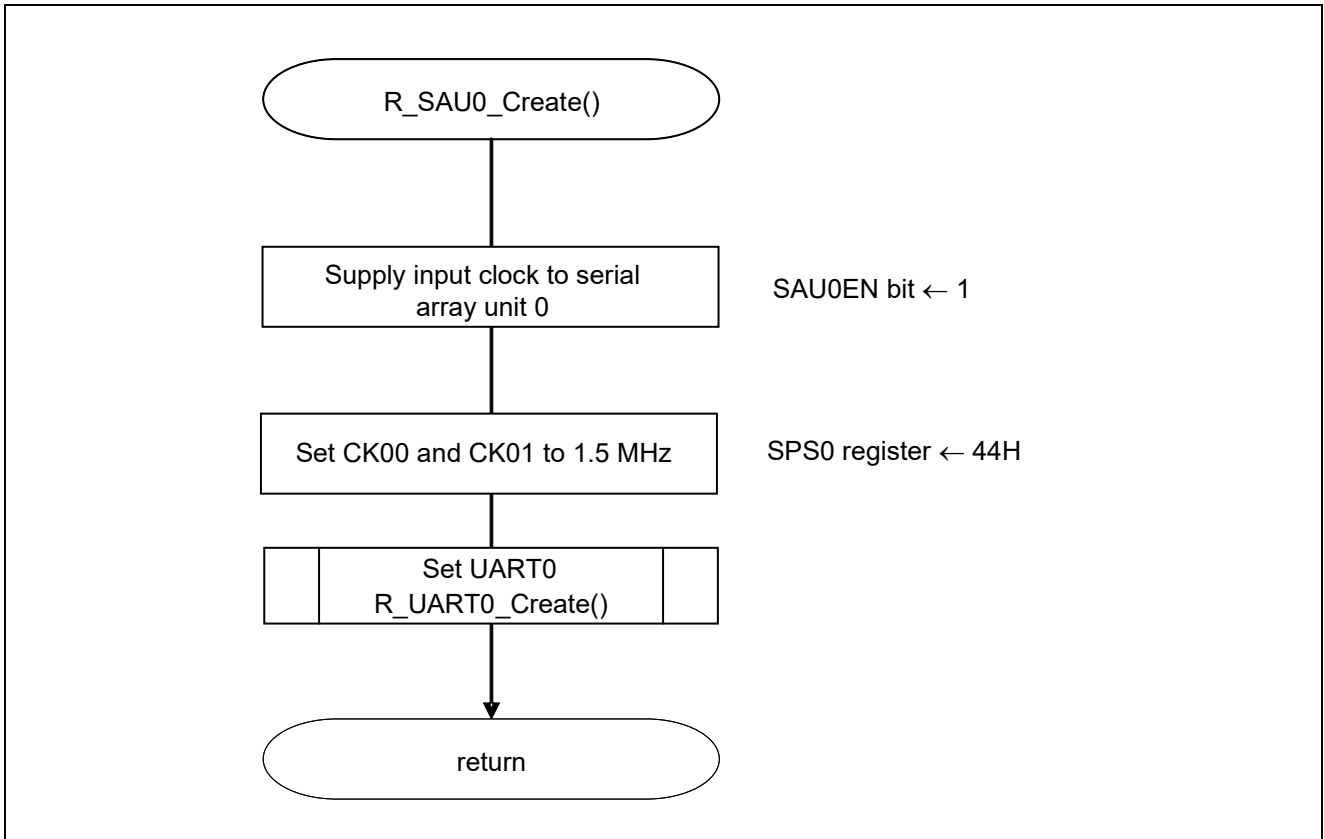 R_SAU0_Create()
Supply input clock to serial
array unit 0
SAU0EN bit ← 1
Set CK00 and CK01 to 1.5 MHz
SPS0 register ← 44H
Set UART0
R_UART0_Create()
return